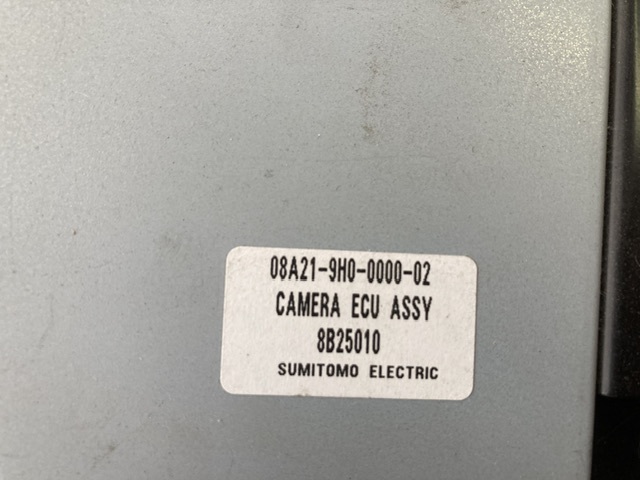 08A21-9H0-0000-02
CAMERA ECU ASSY
8B25010
SUMITOMO ELECTRIC